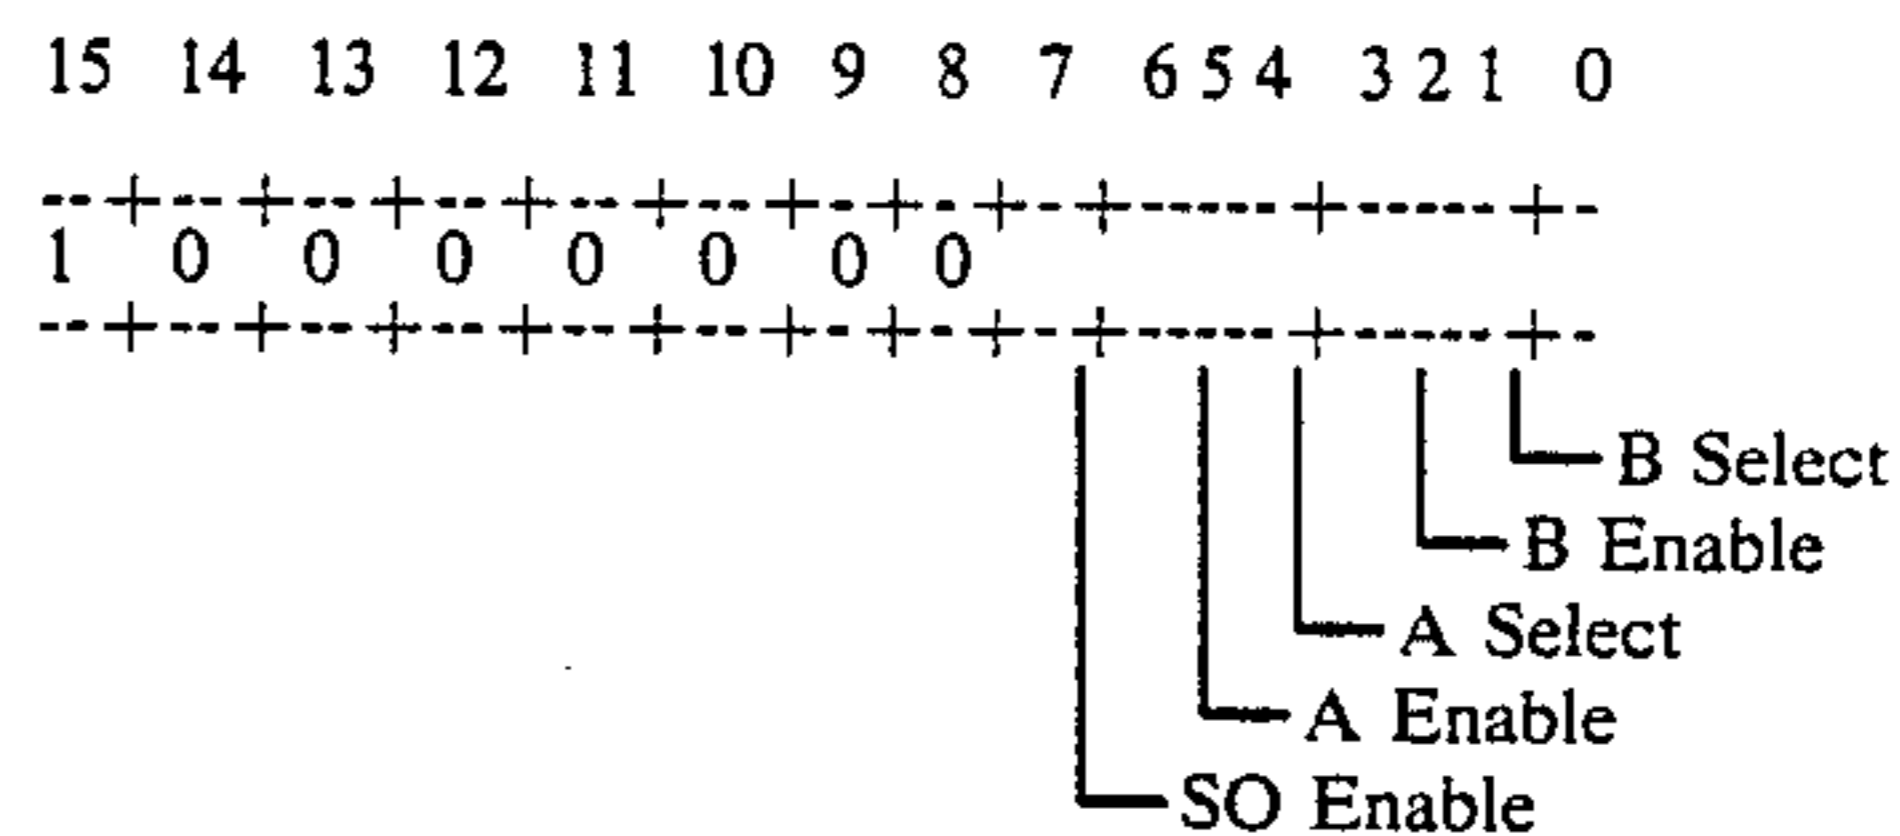 15 14 13 12 11 10 9 8 7 6 5 4 3 2 1 0
--+--+--+--+--+--+-+-+-+-----+-----+-
1 0 0 0 0 0 0 0
--+--+--+--+--+--+-+-+-+-----+-----+-
B Select
B Enable
A Select
A Enable
SO Enable